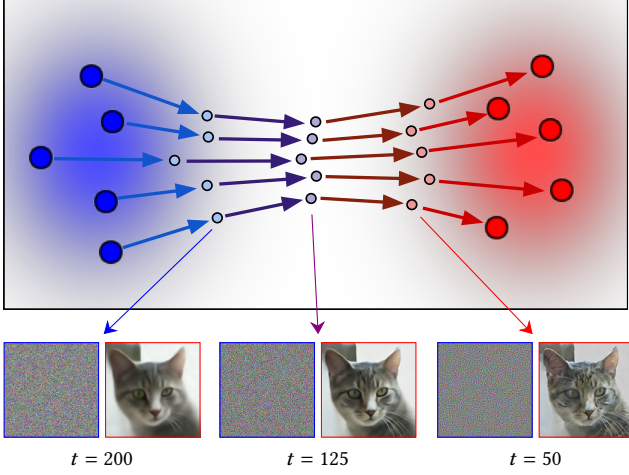 t = 200
t = 125
t = 50